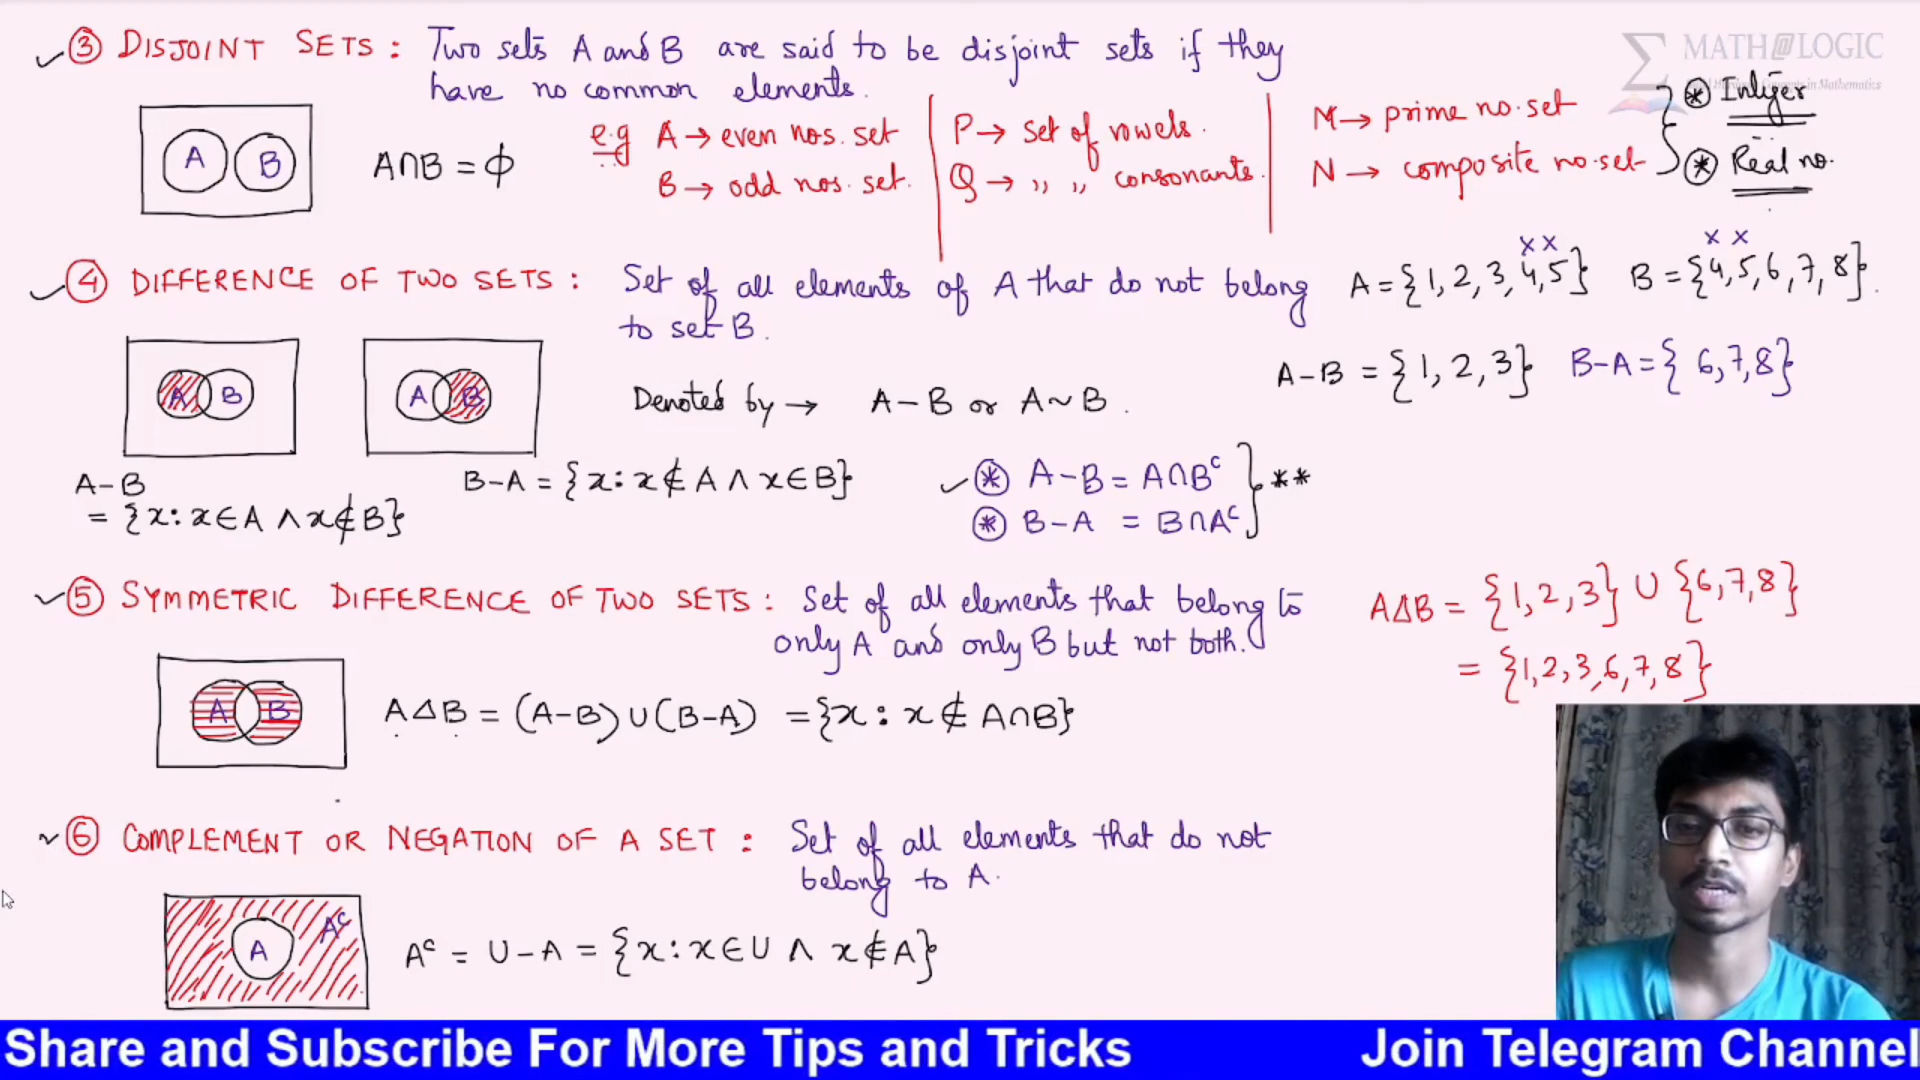 ③ DISJOINT SETS : Two sets A and B are said to be disjoint sets if they
have no common elements.
MATH@LOGIC
A B
A∩B = ϕ
e.g A → even nos. set
B → odd nos. set.
P → set of vowels.
Q → ,, ,, consonants.
M → prime no. set
N → composite no. set
⊛ Integer
⊛ Real no.
④ DIFFERENCE OF TWO SETS : Set of all elements of A that do not belong
to set B.
x x x x
A = {1, 2, 3, 4, 5} B = {4, 5, 6, 7, 8}.
A B A B
Denoted by → A - B or A ~ B.
A-B = {1, 2, 3} B-A = {6, 7, 8}
A-B
= {x : x ∈ A ∧ x ∉ B}
B-A = {x : x ∉ A ∧ x ∈ B}
⊛ A-B = A∩Bᶜ
⊛ B-A = B∩Aᶜ
**
⑤ SYMMETRIC DIFFERENCE OF TWO SETS : Set of all elements that belong to
only A and only B but not both.
A B
A Δ B = (A-B) ∪ (B-A) = {x : x ∉ A∩B}
AΔB = {1, 2, 3} ∪ {6, 7, 8}
= {1, 2, 3, 6, 7, 8}
⑥ COMPLEMENT OR NEGATION OF A SET : Set of all elements that do not
belong to A.
A Aᶜ
Aᶜ = U - A = {x : x ∈ U ∧ x ∉ A}
Share and Subscribe For More Tips and Tricks
Join Telegram Channel